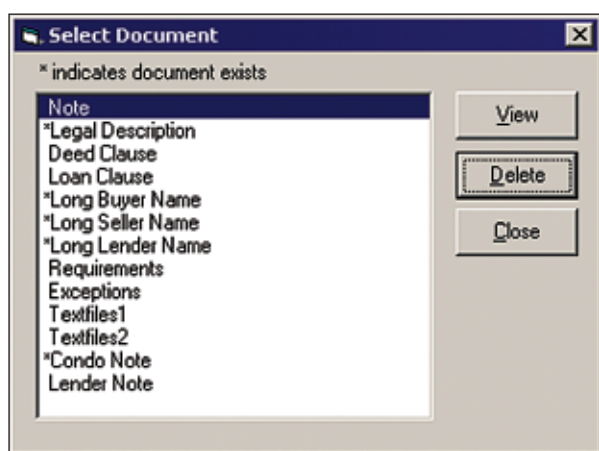 Select Document
* indicates document exists
Note
*Legal Description
Deed Clause
Loan Clause
*Long Buyer Name
*Long Seller Name
*Long Lender Name
Requirements
Exceptions
Textfiles1
Textfiles2
*Condo Note
Lender Note
View
Delete
Close